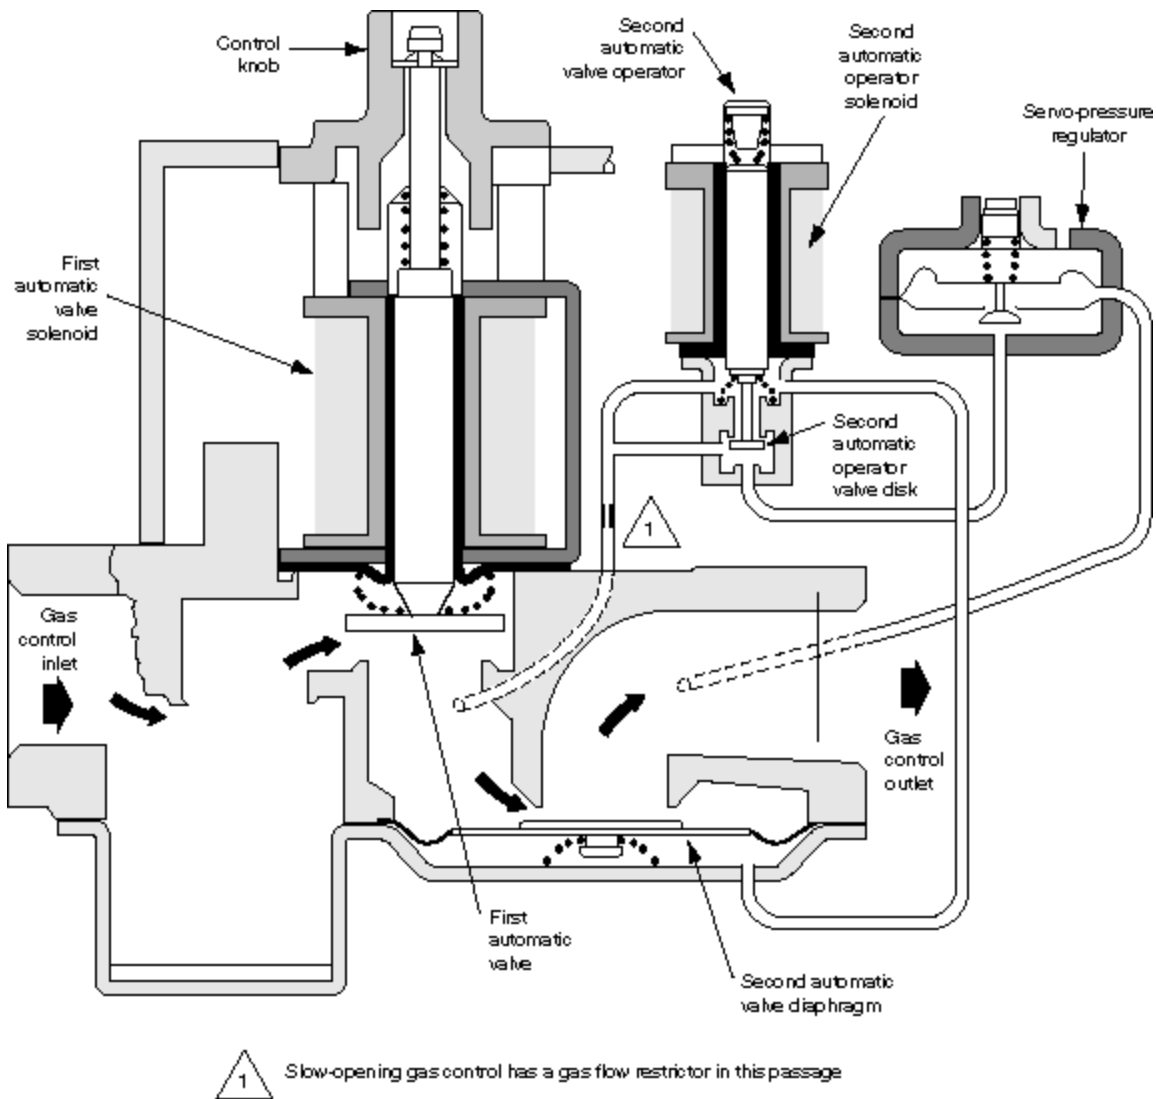 Control
knob
Second
automatic
valve operator
Second
automatic
operator
solenoid
Servo-pressure
regulator
First
automatic
valve
solenoid
Second
automatic
operator
valve disk
1
Gas
control
inlet
Gas
control
outlet
First
automatic
valve
Second automatic
valve diaphragm
1 Slow-opening gas control has a gas flow restrictor in this passage